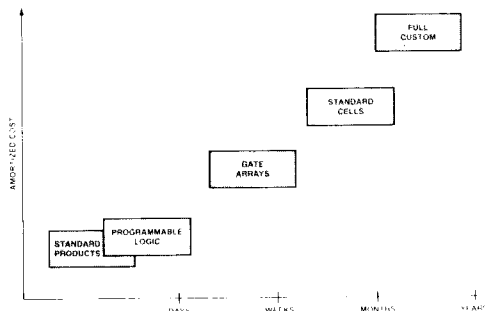 FULL
CUSTOM
STANDARD
CELLS
GATE
ARRAYS
PROGRAMMABLE
LOGIC
STANDARD
PRODUCTS
AMORTIZED COST
DAYS
WEEKS
MONTHS
YEARS